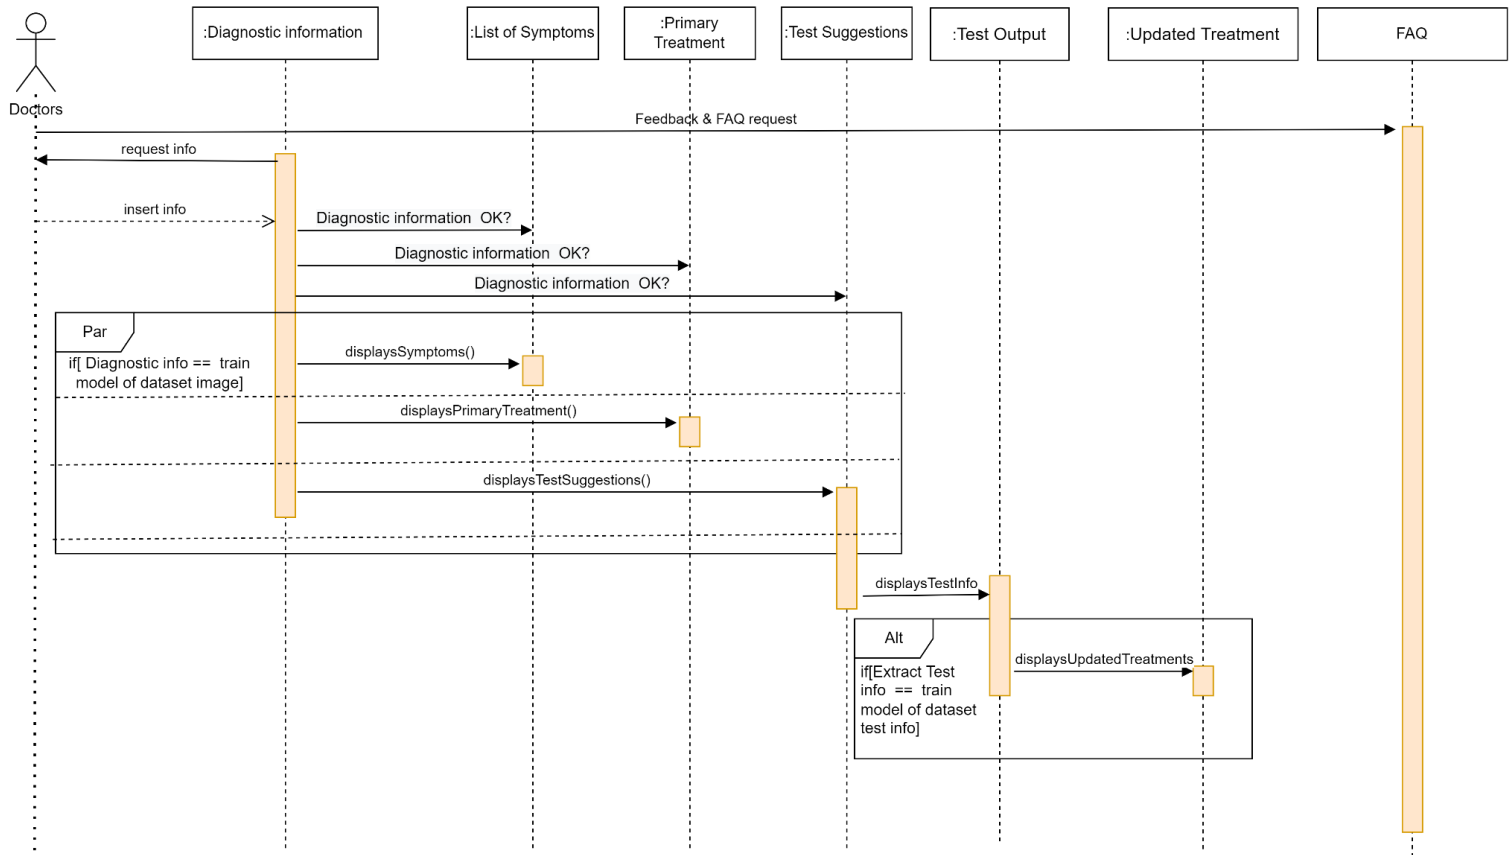 :Diagnostic information
:List of Symptoms
:Primary
Treatment
:Test Suggestions
:Test Output
:Updated Treatment
FAQ
Doctors
Feedback & FAQ request
request info
insert info
Diagnostic information  OK?
Diagnostic information  OK?
Diagnostic information  OK?
Par
if[ Diagnostic info ==  train
model of dataset image]
displaysSymptoms()
displaysPrimaryTreatment()
displaysTestSuggestions()
displaysTestInfo
Alt
if[Extract Test
info  ==  train
model of dataset
test info]
displaysUpdatedTreatments